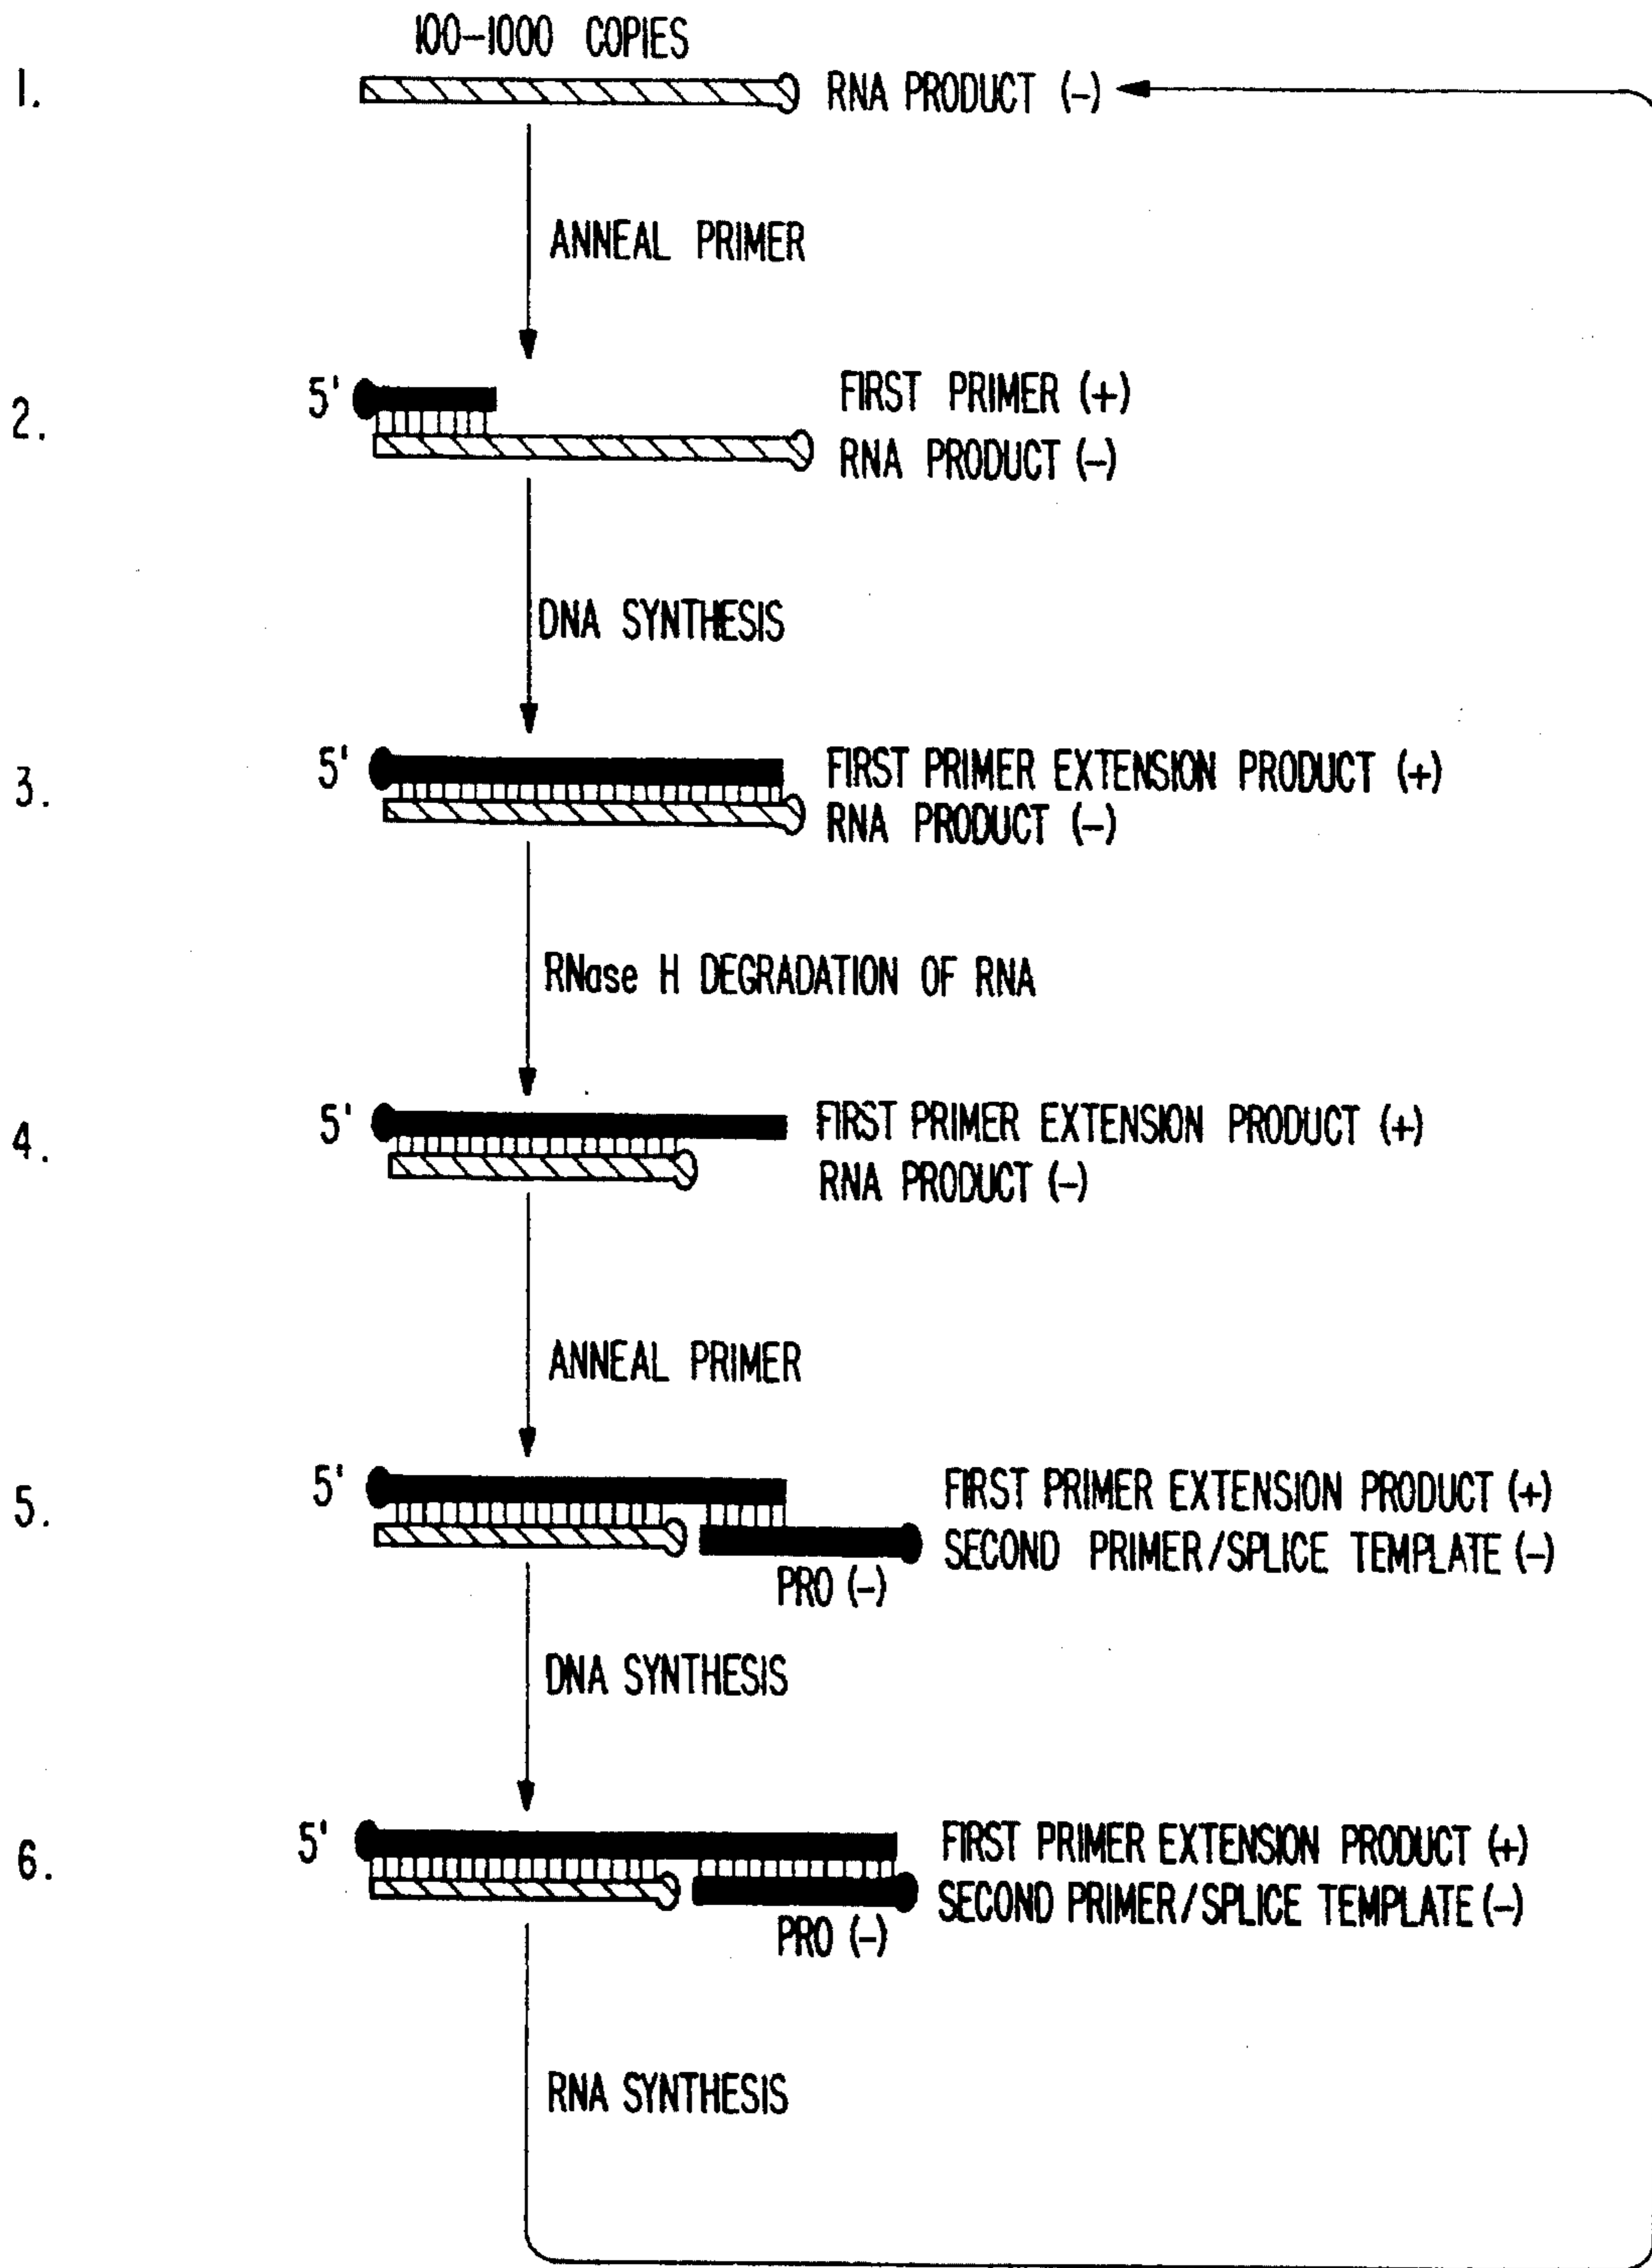 100-1000 COPIES
1.
RNA PRODUCT (-)
ANNEAL PRIMER
2.
5'
FIRST PRIMER (+)
RNA PRODUCT (-)
DNA SYNTHESIS
3.
5'
FIRST PRIMER EXTENSION PRODUCT (+)
RNA PRODUCT (-)
RNase H DEGRADATION OF RNA
4.
5'
FIRST PRIMER EXTENSION PRODUCT (+)
RNA PRODUCT (-)
ANNEAL PRIMER
5.
5'
FIRST PRIMER EXTENSION PRODUCT (+)
SECOND PRIMER/SPLICE TEMPLATE (-)
PRO (-)
DNA SYNTHESIS
6.
5'
FIRST PRIMER EXTENSION PRODUCT (+)
SECOND PRIMER/SPLICE TEMPLATE (-)
PRO (-)
RNA SYNTHESIS